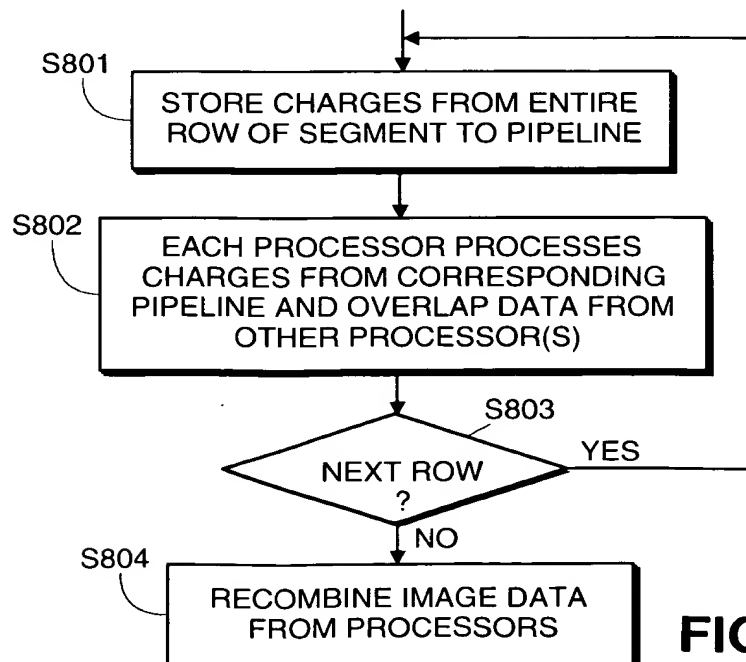 S801
STORE CHARGES FROM ENTIRE
ROW OF SEGMENT TO PIPELINE
S802
EACH PROCESSOR PROCESSES
CHARGES FROM CORRESPONDING
PIPELINE AND OVERLAP DATA FROM
OTHER PROCESSOR(S)
S803
NEXT ROW
?
YES
NO
S804
RECOMBINE IMAGE DATA
FROM PROCESSORS
FIG